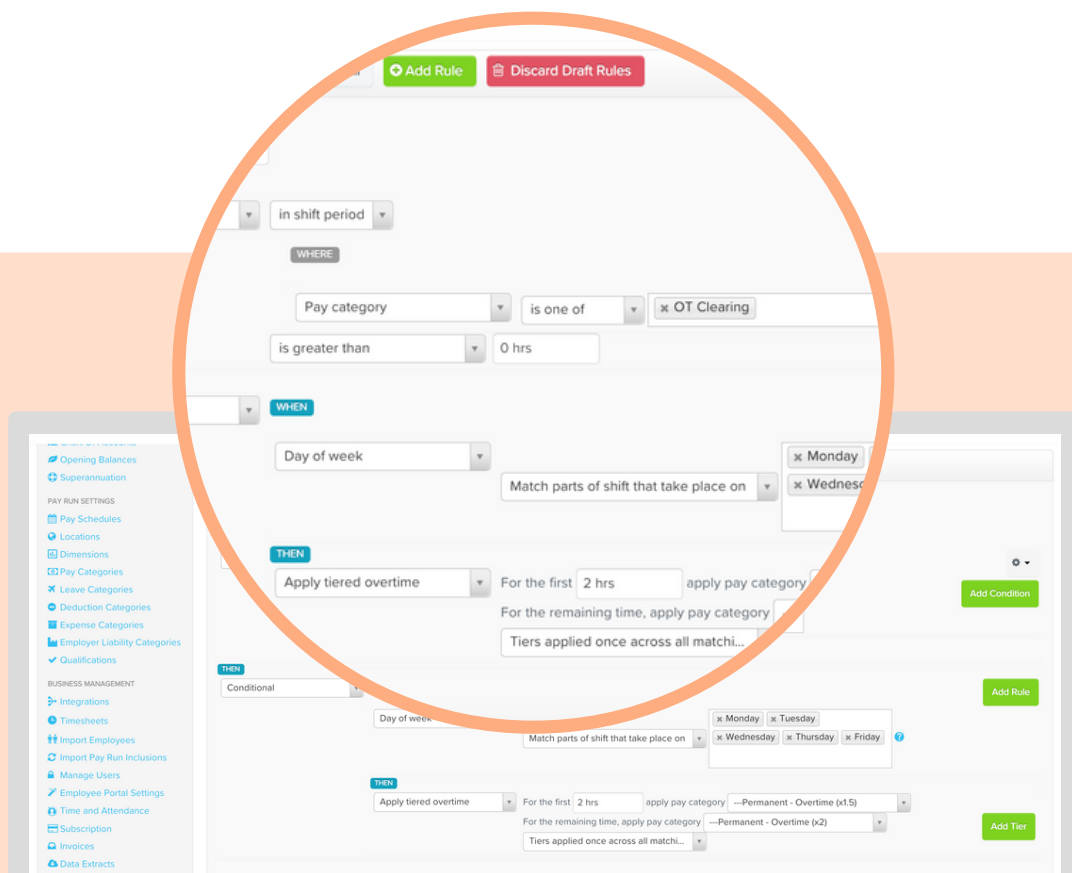 Add Rule
Discard Draft Rules
in shift period
WHERE
Pay category
is one of
× OT Clearing
is greater than
0 hrs
WHEN
Day of week
Match parts of shift that take place on
× Monday
THEN
Apply tiered overtime
For the first 2 hrs apply pay category
For the remaining time, apply pay category
Tiers applied once across all matchi...
Opening Balances
Superannuation
PAY RUN SETTINGS
Pay Schedules
Locations
Dimensions
Pay Categories
Leave Categories
Deduction Categories
Expense Categories
Employer Liability Categories
Qualifications
BUSINESS MANAGEMENT
Integrations
Timesheets
Import Employees
Import Pay Run Inclusions
Manage Users
Employee Portal Settings
Time and Attendance
Subscription
Invoices
Data Extracts
Add Condition
THEN
Conditional
Add Rule
Day of week
× Monday × Tuesday
Match parts of shift that take place on
× Wednesday × Thursday × Friday
THEN
Apply tiered overtime
For the first 2 hrs apply pay category ---Permanent - Overtime (x1.5)
For the remaining time, apply pay category ---Permanent - Overtime (x2)
Tiers applied once across all matchi...
Add Tier